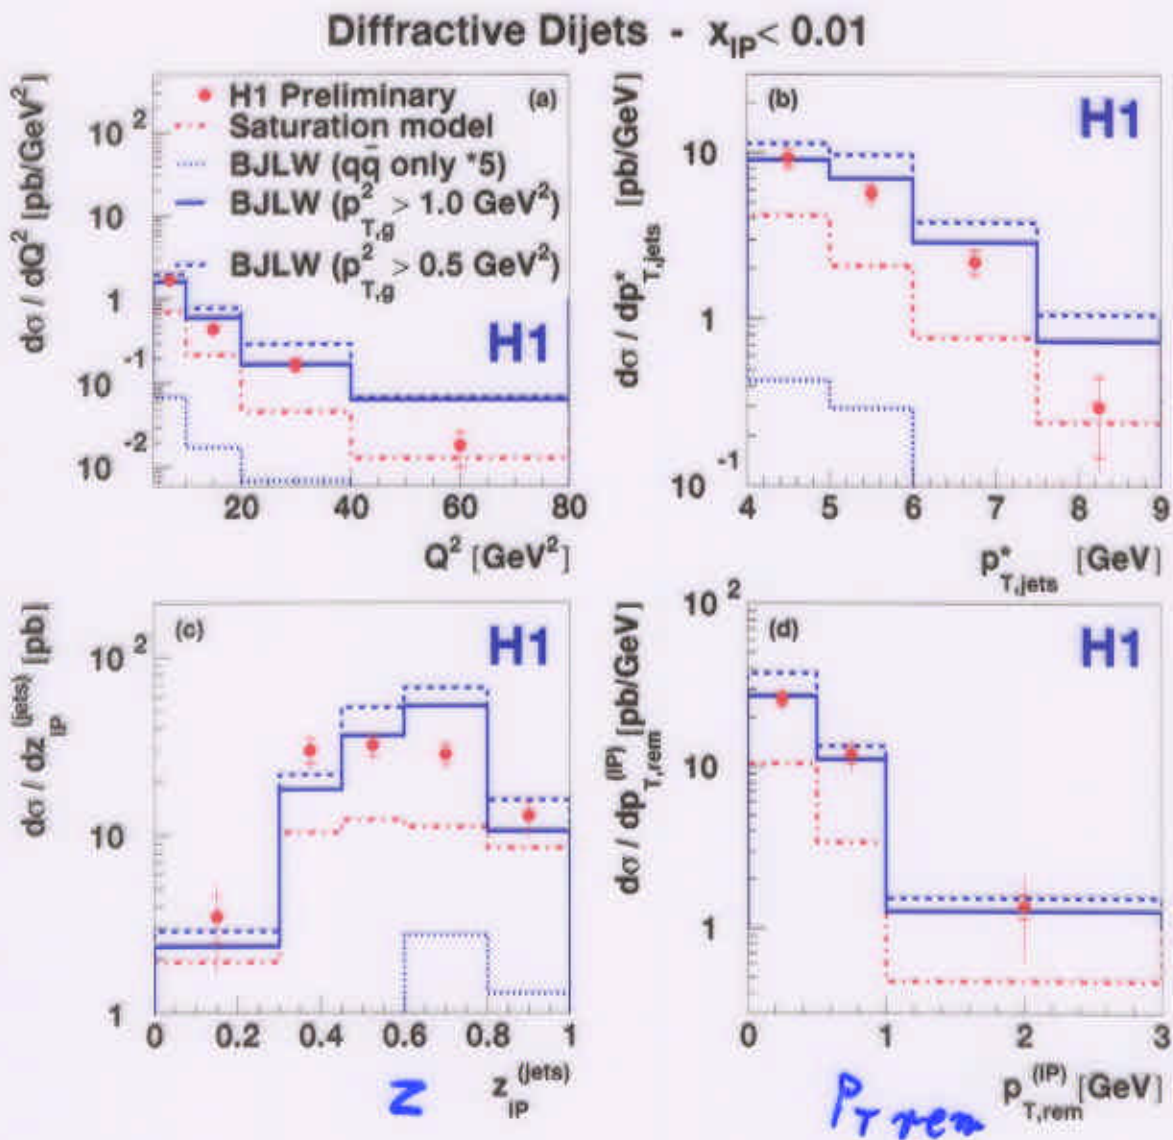 Diffractive Dijets - x_IP < 0.01
dσ / dQ² [pb/GeV²]
10²
10
1
10⁻¹
10⁻²
H1 Preliminary
Saturation model
BJLW (qq̄ only *5)
BJLW (p²_T,g > 1.0 GeV²)
BJLW (p²_T,g > 0.5 GeV²)
(a)
H1
20 40 60 80
Q² [GeV²]
dσ / dp*_T,jets [pb/GeV]
10
1
10⁻¹
(b)
H1
4 5 6 7 8 9
p*_T,jets [GeV]
dσ / dz_IP^(jets) [pb]
10²
10
1
(c)
H1
0 0.2 0.4 0.6 0.8 1
z z_IP^(jets)
dσ / dp_T,rem^(IP) [pb/GeV]
10²
10
1
(d)
H1
0 1 2 3
P_T rem p_T,rem^(IP) [GeV]